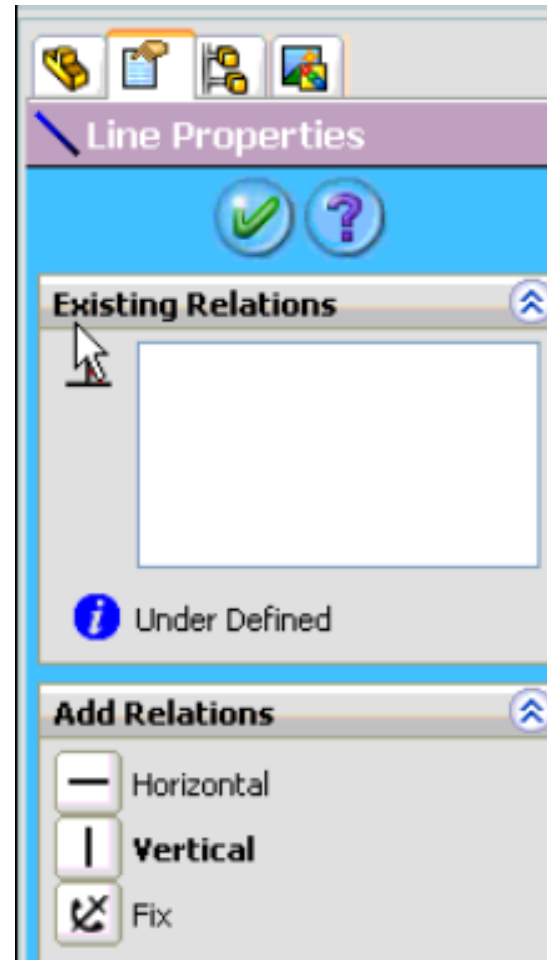 Line Properties
Existing Relations
Under Defined
Add Relations
Horizontal
Vertical
Fix